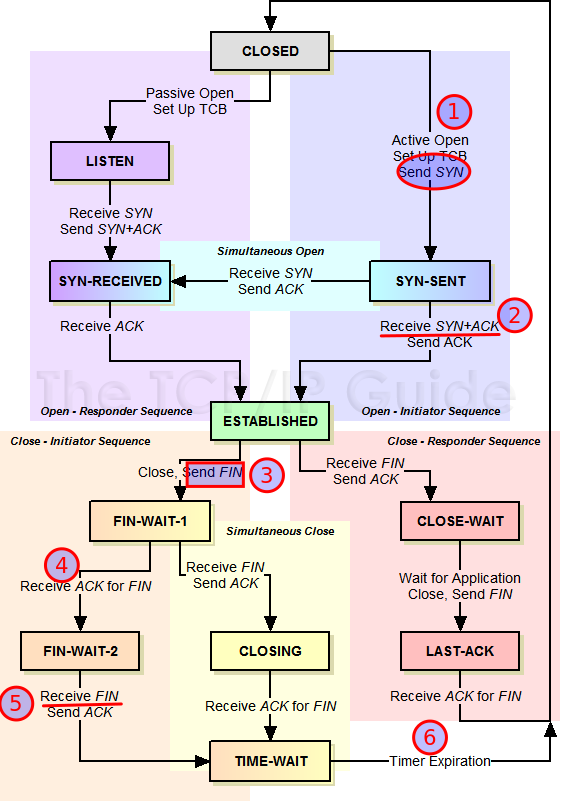 CLOSED
Passive Open
Set Up TCB
1
Active Open
Set Up TCB
Send SYN
LISTEN
Receive SYN
Send SYN+ACK
Simultaneous Open
Receive SYN
Send ACK
SYN-RECEIVED
SYN-SENT
Receive ACK
2
Receive SYN+ACK
Send ACK
The TCP/IP Guide
Open - Responder Sequence
ESTABLISHED
Open - Initiator Sequence
Close - Initiator Sequence
Close - Responder Sequence
Close, Send FIN
3
Receive FIN
Send ACK
FIN-WAIT-1
Simultaneous Close
CLOSE-WAIT
4
Receive ACK for FIN
Receive FIN
Send ACK
Wait for Application
Close, Send FIN
FIN-WAIT-2
CLOSING
LAST-ACK
5
Receive FIN
Send ACK
Receive ACK for FIN
Receive ACK for FIN
6
TIME-WAIT
Timer Expiration